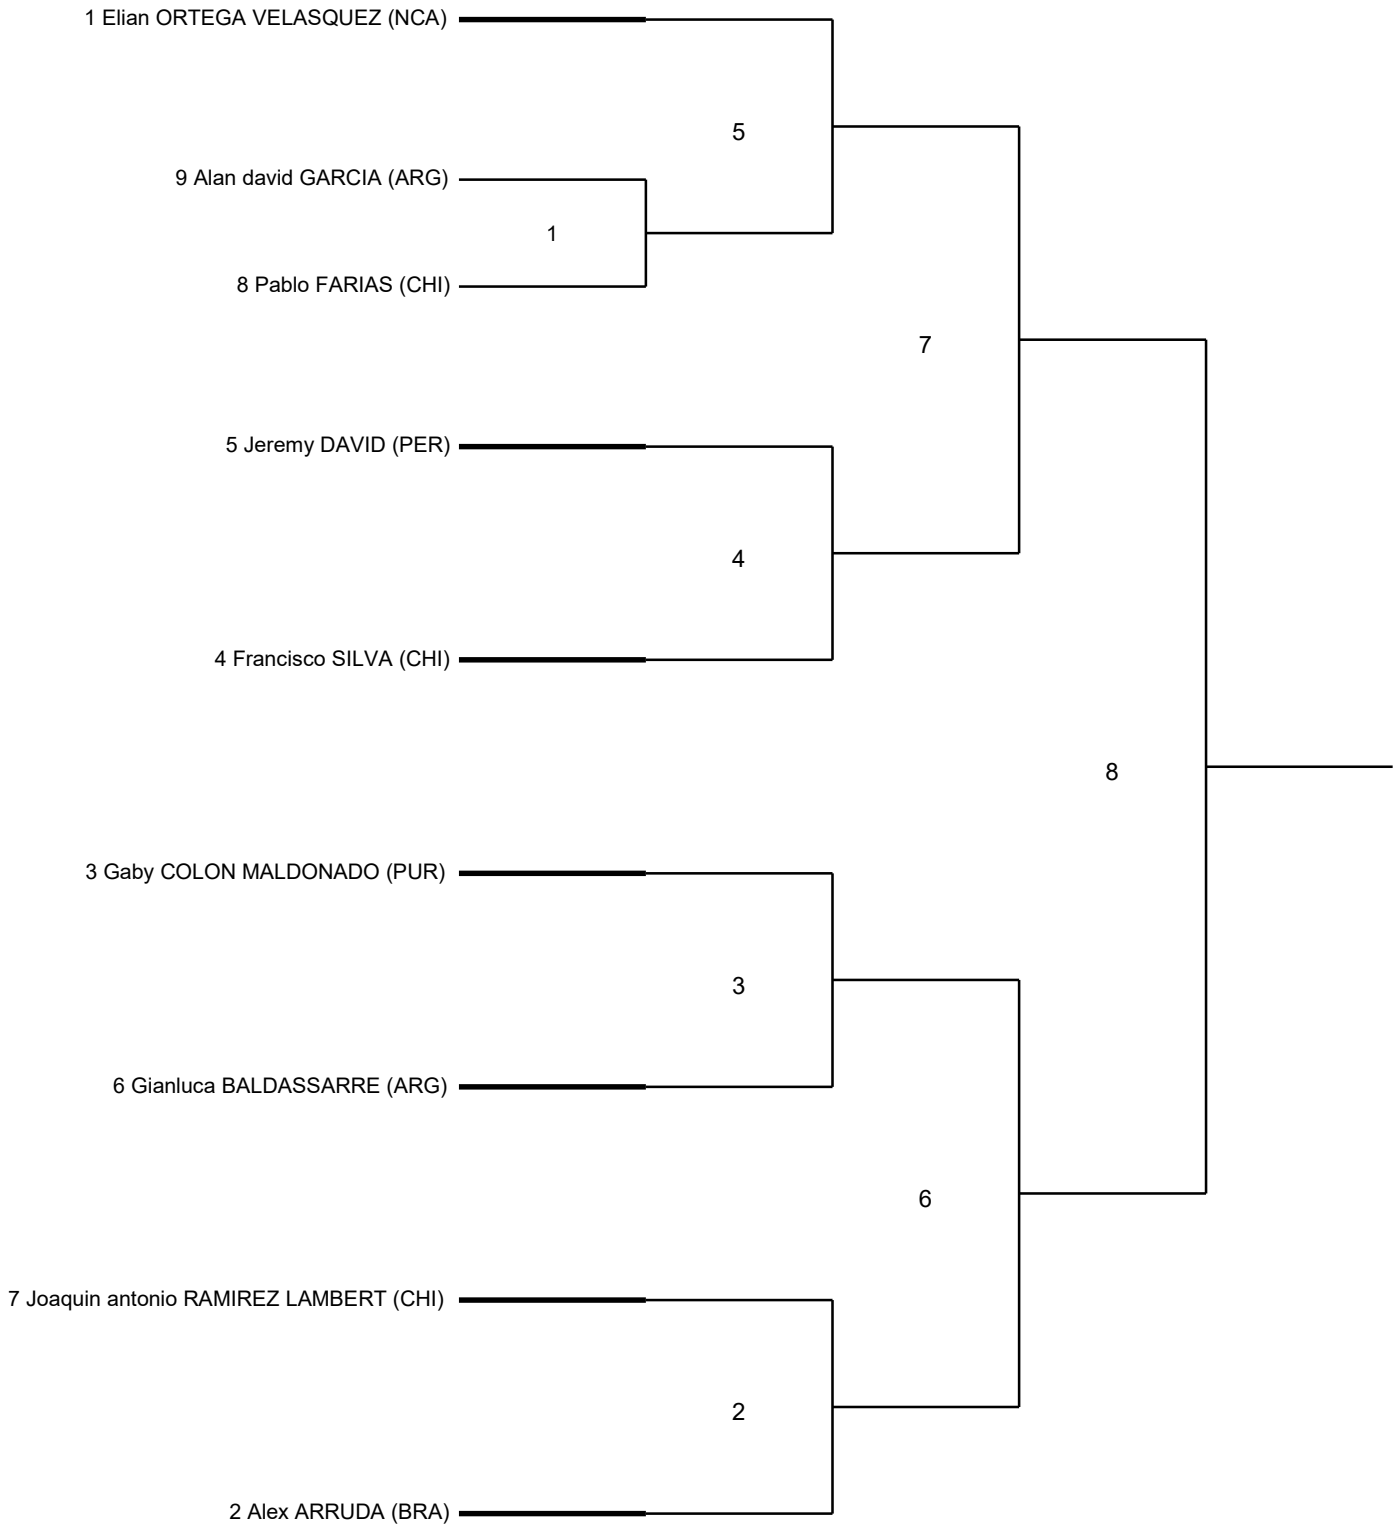 1 Elian ORTEGA VELASQUEZ (NCA)
5
9 Alan david GARCIA (ARG)
1
8 Pablo FARIAS (CHI)
7
5 Jeremy DAVID (PER)
4
4 Francisco SILVA (CHI)
8
3 Gaby COLON MALDONADO (PUR)
3
6 Gianluca BALDASSARRE (ARG)
6
7 Joaquin antonio RAMIREZ LAMBERT (CHI)
2
2 Alex ARRUDA (BRA)